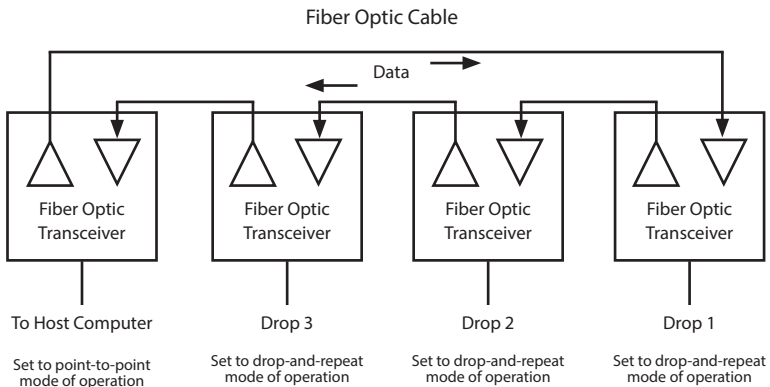 Fiber Optic Cable
Data
Fiber Optic
Transceiver
Fiber Optic
Transceiver
Fiber Optic
Transceiver
Fiber Optic
Transceiver
To Host Computer
Drop 3
Drop 2
Drop 1
Set to point-to-point
mode of operation
Set to drop-and-repeat
mode of operation
Set to drop-and-repeat
mode of operation
Set to drop-and-repeat
mode of operation